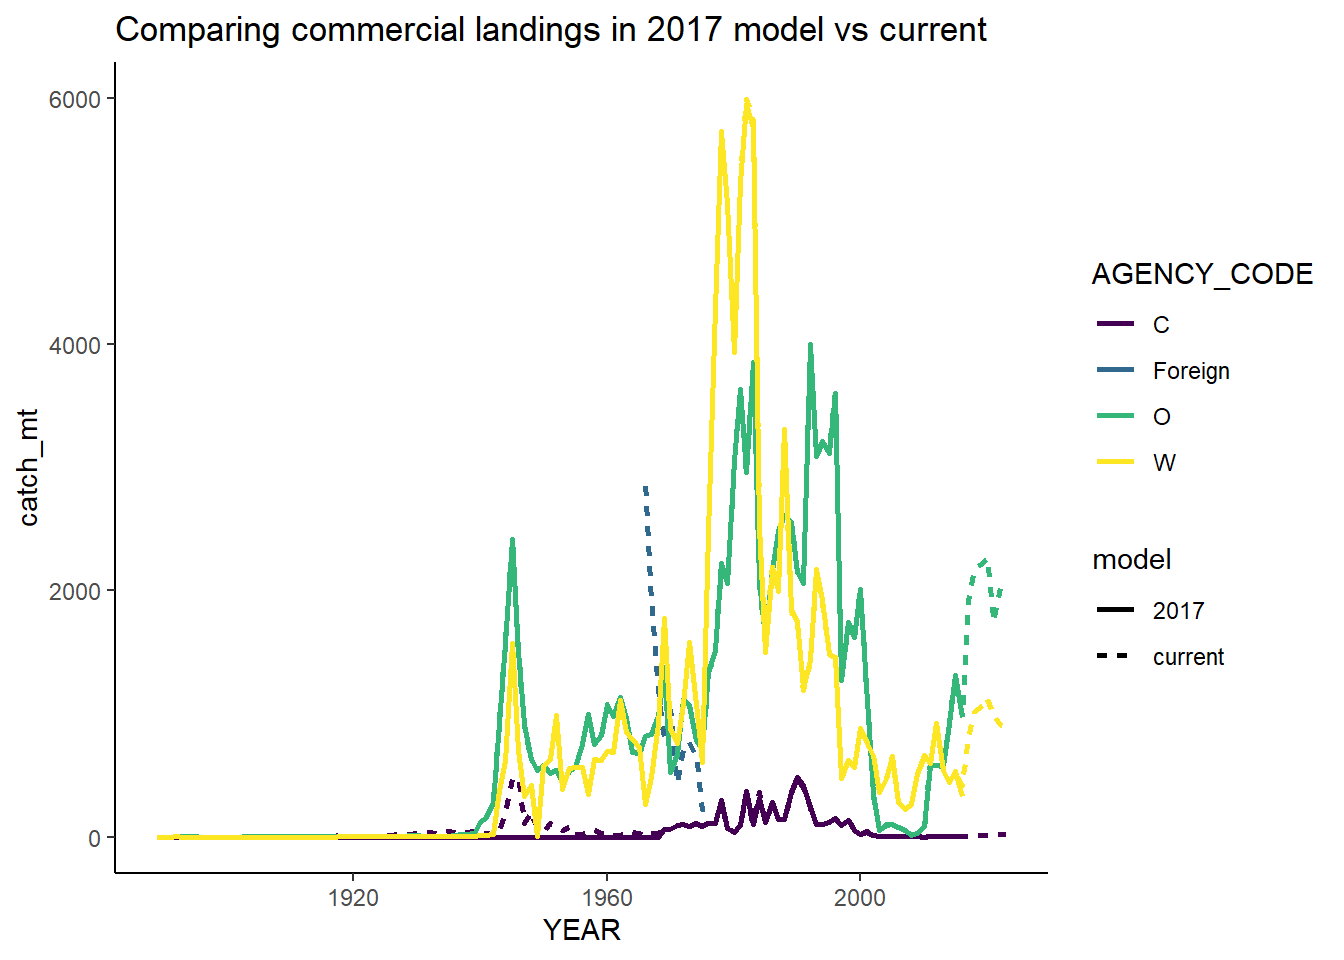 Comparing commercial landings in 2017 model vs current
6000
4000
2000
0
catch_mt
1920
1960
2000
YEAR
AGENCY_CODE
C
Foreign
O
W
model
2017
current